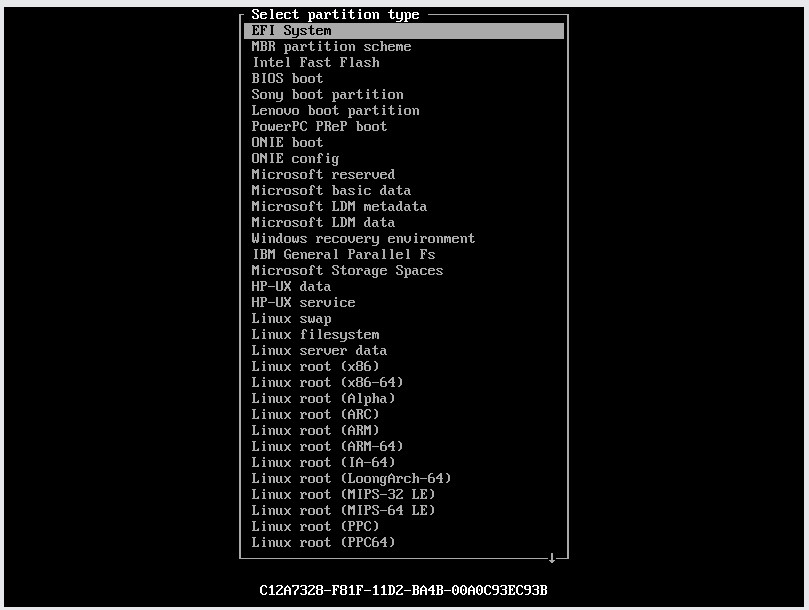 Select partition type
EFI System
MBR partition scheme
Intel Fast Flash
BIOS boot
Sony boot partition
Lenovo boot partition
PowerPC PReP boot
ONIE boot
ONIE config
Microsoft reserved
Microsoft basic data
Microsoft LDM metadata
Microsoft LDM data
Windows recovery environment
IBM General Parallel Fs
Microsoft Storage Spaces
HP-UX data
HP-UX service
Linux swap
Linux filesystem
Linux server data
Linux root (x86)
Linux root (x86-64)
Linux root (Alpha)
Linux root (ARC)
Linux root (ARM)
Linux root (ARM-64)
Linux root (IA-64)
Linux root (LoongArch-64)
Linux root (MIPS-32 LE)
Linux root (MIPS-64 LE)
Linux root (PPC)
Linux root (PPC64)
C12A7328-F81F-11D2-BA4B-00A0C93EC93B